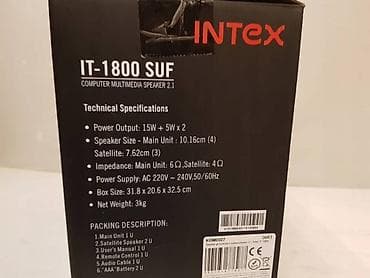 INTEX
IT-1800 SUF
COMPUTER MULTIMEDIA SPEAKER 2.1
Technical Specifications
• Power Output: 15W + 5W x 2
• Speaker Size - Main Unit : 10.16cm (4)
Satellite: 7.62cm (3)
• Impedance: Main Unit : 6Ω, Satellite: 4Ω
• Power Supply: AC 220V ~ 240V,50/60Hz
• Box Size: 31.8 x 20.6 x 32.5 cm
• Net Weight: 3kg
PACKING DESCRIPTION:
1.Main Unit 1 U
2.Satellite Speaker 2 U
3.User's Manual 1 U
4.Remote Control 1 U
5.Audio Cable 1 U
6."AAA"Battery 2 U